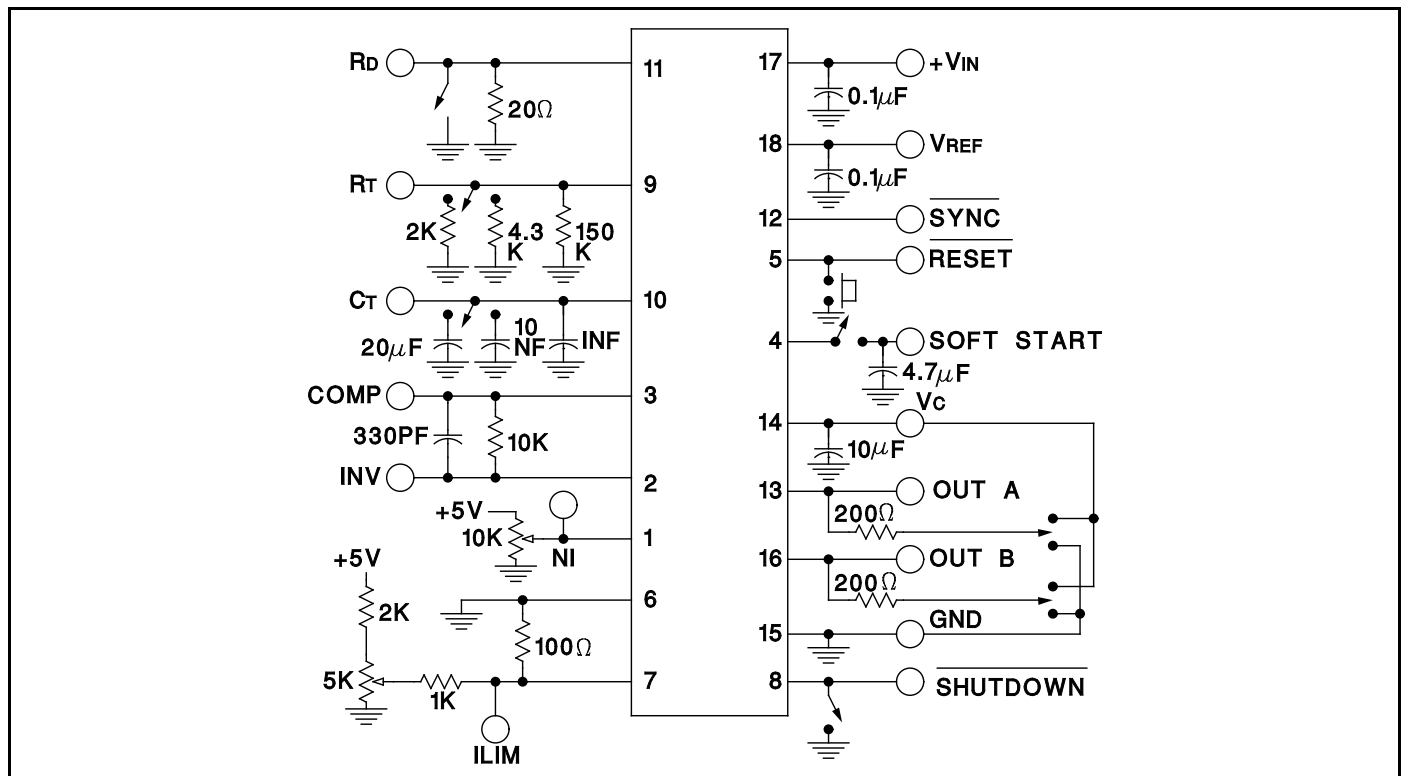 RD
11
20Ω
RT
9
2K
4.3
K
150
K
CT
10
20μF
10
NF
INF
COMP
3
330PF
10K
INV
2
+5V
10K
1
NI
+5V
6
2K
100Ω
5K
1K
7
ILIM
17
+VIN
0.1μF
18
VREF
0.1μF
12
SYNC
5
RESET
4
SOFT START
4.7μF
VC
14
10μF
13
OUT A
200Ω
16
OUT B
200Ω
GND
15
8
SHUTDOWN